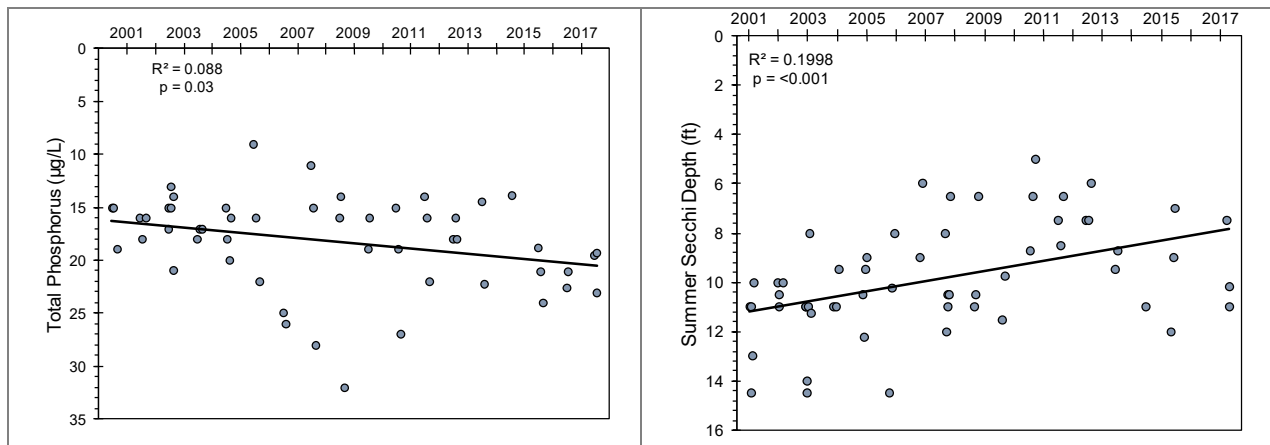 2001 2003 2005 2007 2009 2011 2013 2015 2017
0
R² = 0.088
p = 0.03
5
10
15
20
25
30
35
Total Phosphorus (µg/L)
2001 2003 2005 2007 2009 2011 2013 2015 2017
0
R² = 0.1998
p = <0.001
2
4
6
8
10
12
14
16
Summer Secchi Depth (ft)